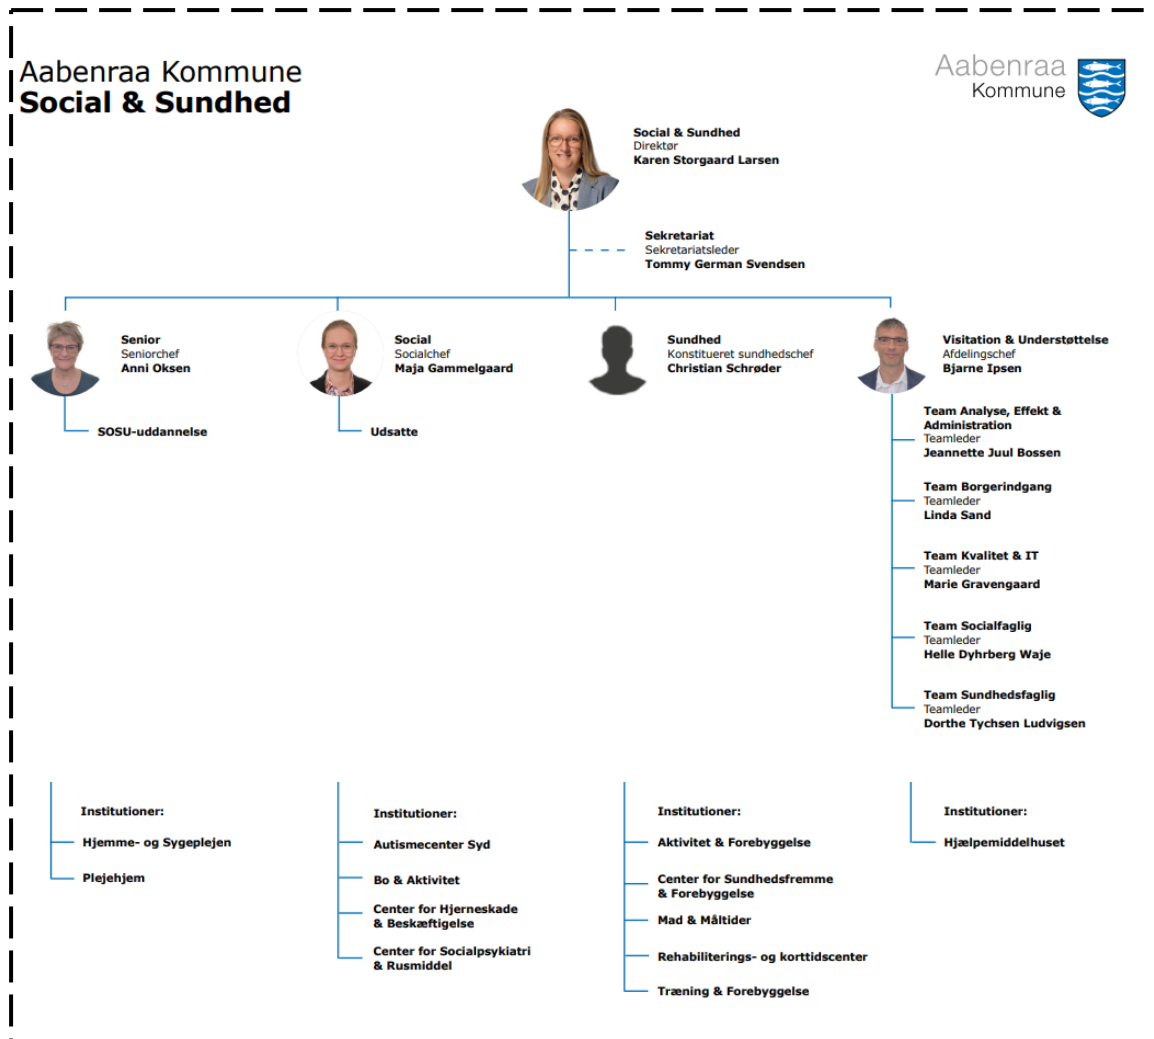 Aabenraa Kommune
Social & Sundhed
Aabenraa
Kommune
Social & Sundhed
Direktør
Karen Storgaard Larsen
Sekretariat
Sekretariatsleder
Tommy German Svendsen
Senior
Seniorchef
Anni Oksen
Social
Socialchef
Maja Gammelgaard
Sundhed
Konstitueret sundhedschef
Christian Schrøder
Visitation & Understøttelse
Afdelingschef
Bjarne Ipsen
SOSU-uddannelse
Udsatte
Team Analyse, Effekt &
Administration
Teamleder
Jeannette Juul Bossen
Team Borgerindgang
Teamleder
Linda Sand
Team Kvalitet & IT
Teamleder
Marie Gravengaard
Team Socialfaglig
Teamleder
Helle Dyhrberg Waje
Team Sundhedsfaglig
Teamleder
Dorthe Tychsen Ludvigsen
Institutioner:
Hjemme- og Sygeplejen
Plejehjem
Institutioner:
Autismecenter Syd
Bo & Aktivitet
Center for Hjerneskade
& Beskæftigelse
Center for Socialpsykiatri
& Rusmiddel
Institutioner:
Aktivitet & Forebyggelse
Center for Sundhedsfremme
& Forebyggelse
Mad & Måltider
Rehabiliterings- og korttidscenter
Træning & Forebyggelse
Institutioner:
Hjælpemiddelhuset